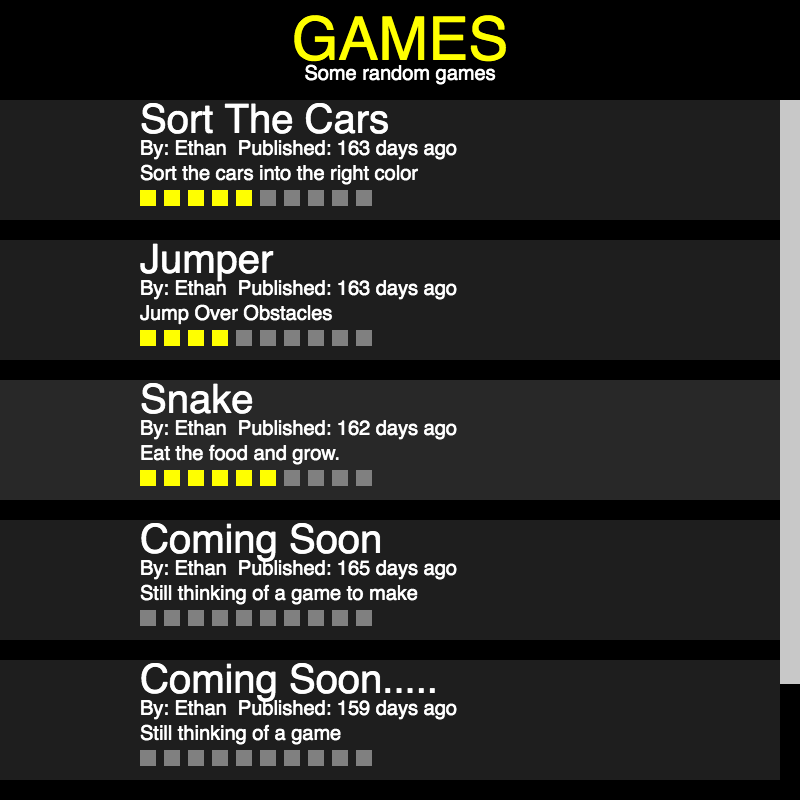 GAMES
Some random games
Sort The Cars
By: Ethan  Published: 163 days ago
Sort the cars into the right color
Jumper
By: Ethan  Published: 163 days ago
Jump Over Obstacles
Snake
By: Ethan  Published: 162 days ago
Eat the food and grow.
Coming Soon
By: Ethan  Published: 165 days ago
Still thinking of a game to make
Coming Soon.....
By: Ethan  Published: 159 days ago
Still thinking of a game